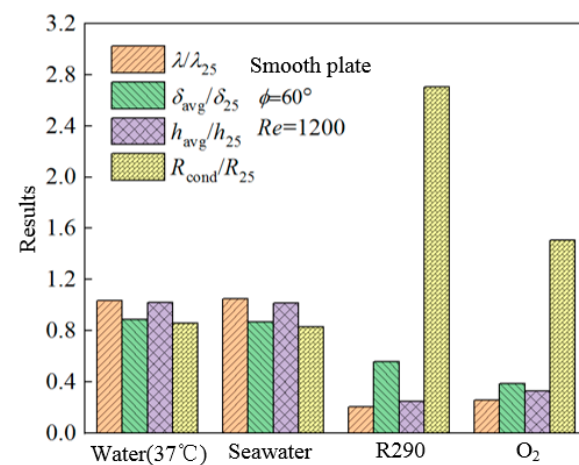 3.2
2.8
2.4
2.0
1.6
1.2
0.8
0.4
0.0
Results
λ/λ25 Smooth plate
δavg/δ25 ϕ=60°
havg/h25 Re=1200
Rcond/R25
Water(37℃) Seawater R290 O2